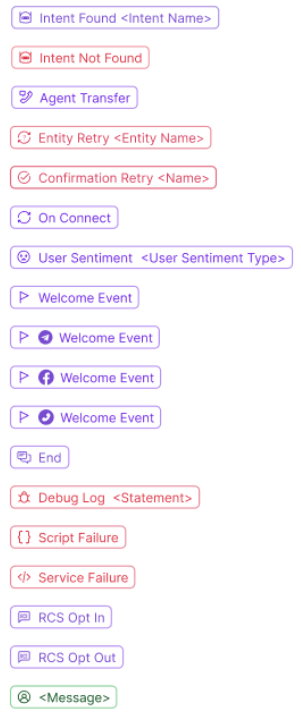 Intent Found <Intent Name>
Intent Not Found
Agent Transfer
Entity Retry <Entity Name>
Confirmation Retry <Name>
On Connect
User Sentiment <User Sentiment Type>
Welcome Event
Welcome Event
Welcome Event
Welcome Event
End
Debug Log <Statement>
Script Failure
Service Failure
RCS Opt In
RCS Opt Out
<Message>